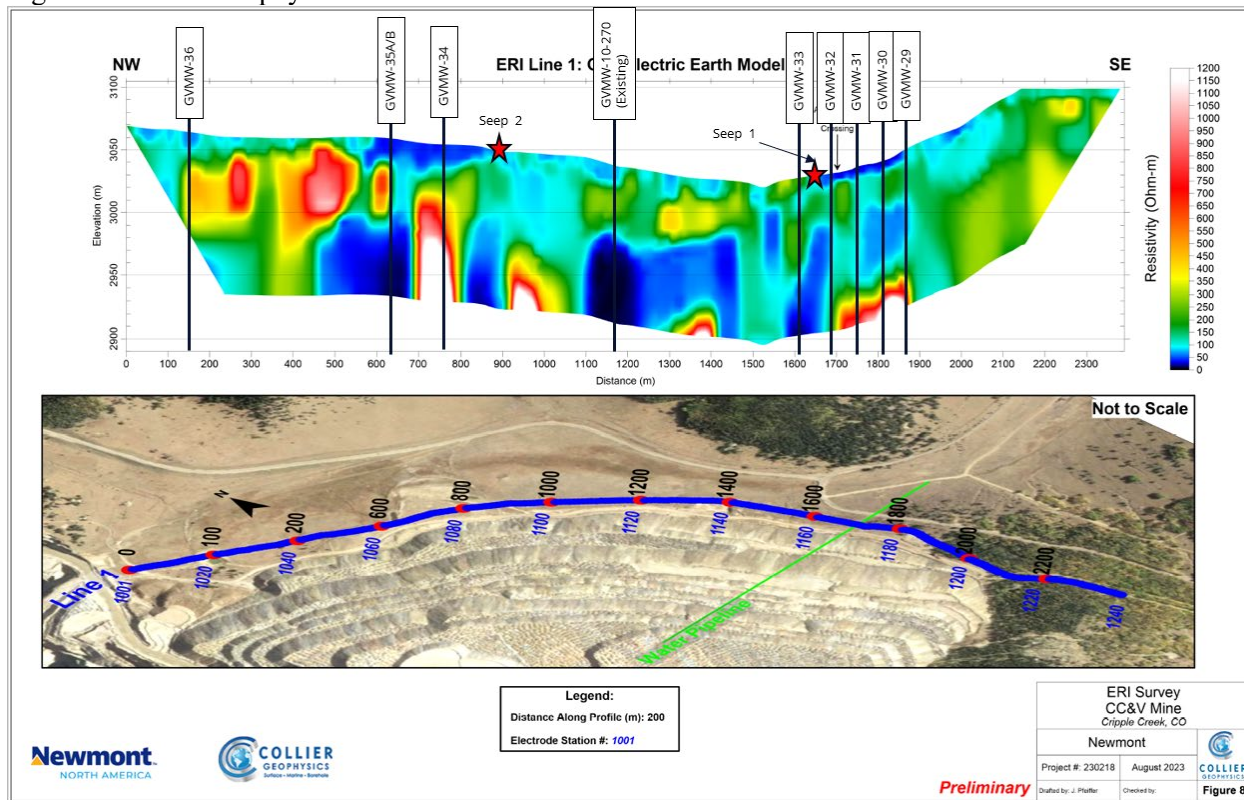 NW
ERI Line 1:
lectric Earth Model
SE
GVMW-36
GVMW-35A/B
GVMW-34
GVMW-10-270
(Existing)
GVMW-33
GVMW-32
GVMW-31
GVMW-30
GVMW-29
Seep 2
Seep 1
Crossing
Elevation (m)
3100
3050
3000
2950
2900
0 100 200 300 400 500 600 700 800 900 1000 1100 1200 1300 1400 1500 1600 1700 1800 1900 2000 2100 2200 2300
Distance (m)
Resistivity (Ohm-m)
1200
1100
1050
1000
950
900
850
800
750
700
650
600
550
500
450
400
350
300
250
200
150
100
50
0
Not to Scale
N
Line 1
0 100 200 600 800 1000 1200 1400 1600 1800 2000 2200
1001 1020 1040 1060 1080 1100 1120 1140 1160 1180 1200 1220 1240
Water Pipeline
Legend:
Distance Along Profile (m): 200
Electrode Station #: 1001
Newmont
NORTH AMERICA
COLLIER
GEOPHYSICS
Surface - Marine - Borehole
Preliminary
ERI Survey
CC&V Mine
Cripple Creek, CO
Newmont
Project #: 230218
August 2023
Drafted by: J. Pfeiffer
Checked by:
COLLIER
GEOPHYSICS
Figure 8